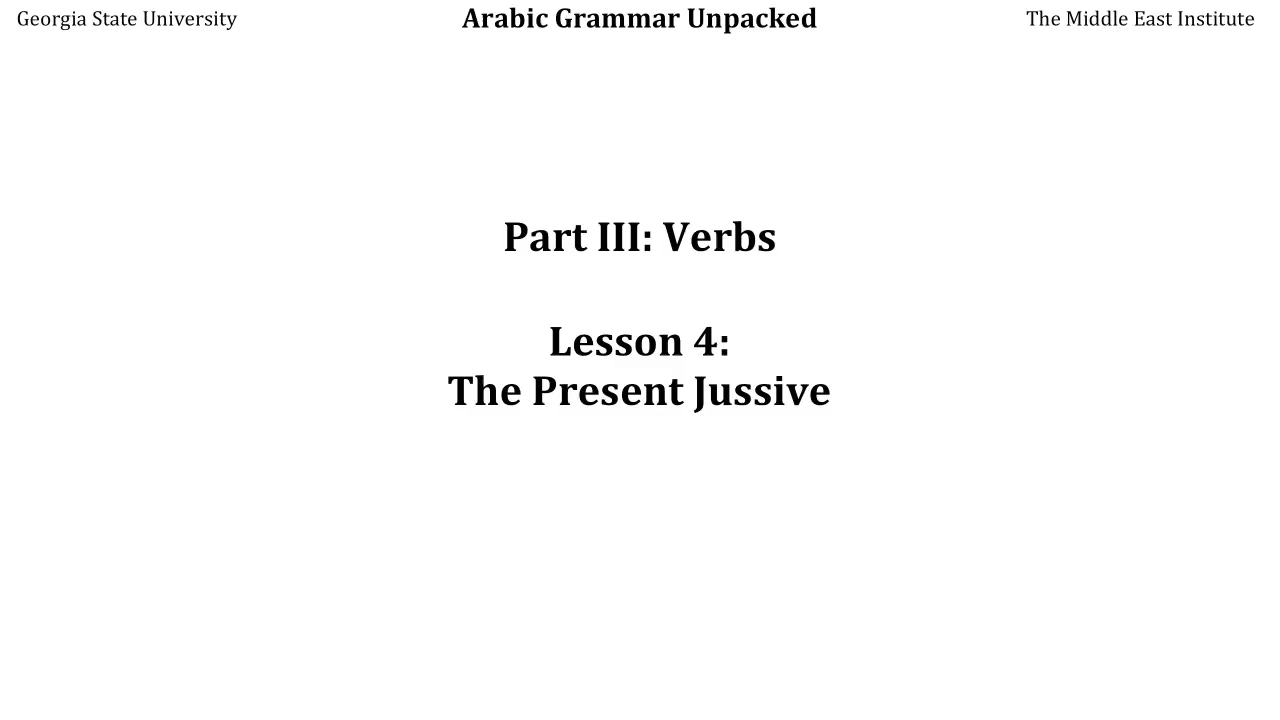 Georgia State University
Arabic Grammar Unpacked
The Middle East Institute
Part III: Verbs
Lesson 4:
The Present Jussive